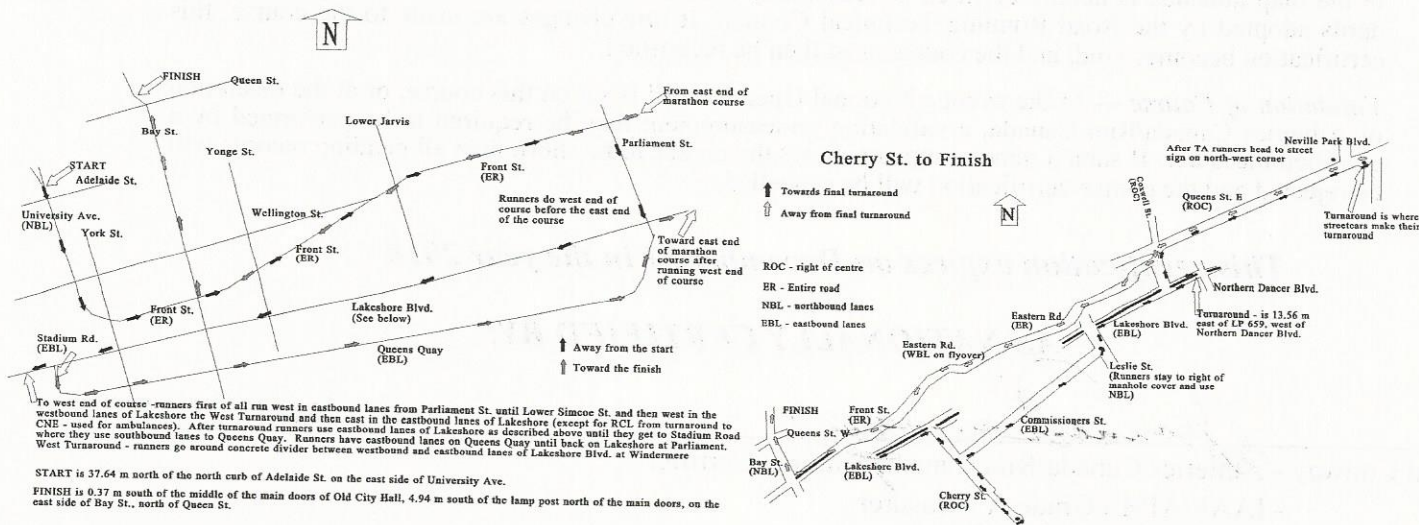 N
FINISH
Queen St.
From east end of
marathon course
Bay St.
Lower Jarvis
Yonge St.
Parliament St.
START
Adelaide St.
Front St.
(ER)
University Ave.
(NBL)
Wellington St.
Runners do west end of
course before the east end
of the course
York St.
Front St.
(ER)
Toward east end
of marathon
course after
running west end
of course
Front St.
(ER)
Lakeshore Blvd.
(See below)
Stadium Rd.
(EBL)
Queens Quay
(EBL)
Away from the start
Toward the finish
To west end of course -runners first of all run west in eastbound lanes from Parliament St. until Lower Simcoe St. and then west in the
westbound lanes of Lakeshore the West Turnaround and then east in the eastbound lanes of Lakeshore (except for RCL from turnaround to
CNE - used for ambulances). After turnaround runners use eastbound lanes of Lakeshore as described above until they get to Stadium Road
where they use southbound lanes to Queens Quay. Runners have eastbound lanes on Queens Quay until back on Lakeshore at Parliament.
West Turnaround - runners go around concrete divider between westbound and eastbound lanes of Lakeshore Blvd. at Windermere
START is 37.64 m north of the north curb of Adelaide St. on the east side of University Ave.
FINISH is 0.37 m south of the middle of the main doors of Old City Hall, 4.94 m south of the lamp post north of the main doors, on the
east side of Bay St., north of Queen St.
Cherry St. to Finish
Towards final turnaround
Away from final turnaround
N
ROC - right of centre
ER - Entire road
NBL - northbound lanes
EBL - eastbound lanes
Neville Park Blvd.
After TA runners head to street
sign on north-west corner
Coxwell St.
(ROC)
Queens St. E
(ROC)
Turnaround is where
streetcars make their
turnaround
Northern Dancer Blvd.
Turnaround - is 13.56 m
east of LP 659, west of
Northern Dancer Blvd.
Eastern Rd.
(ER)
Lakeshore Blvd.
(EBL)
Eastern Rd.
(WBL on flyover)
Leslie St.
(Runners stay to right of
manhole cover and use
NBL)
FINISH
Front St.
(ER)
Commissioners St.
(EBL)
Queens St. W
Bay St.
(NBL)
Lakeshore Blvd.
(EBL)
Cherry St.
(ROC)